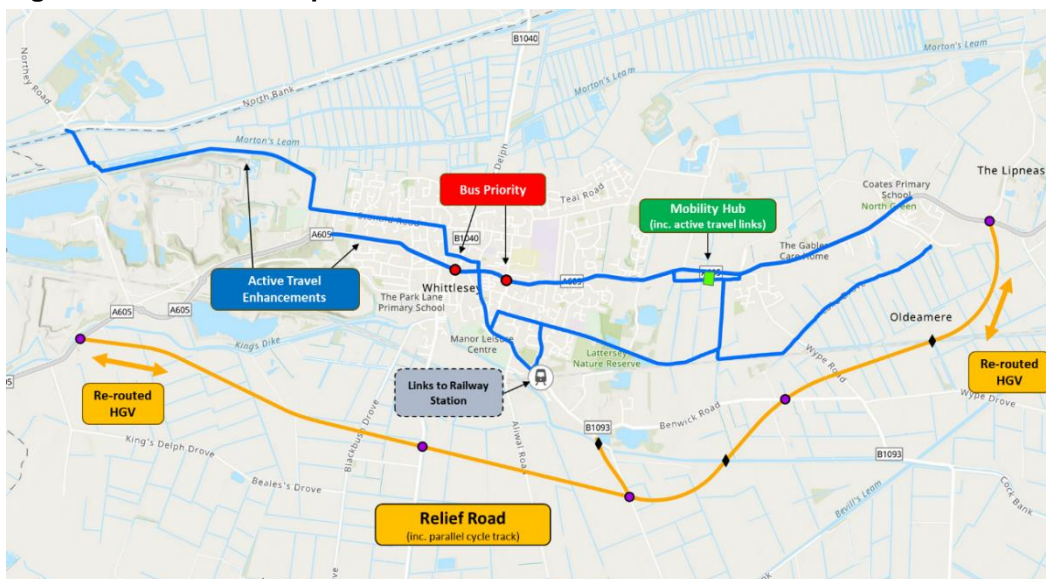 B1040
Northey Road
North Bank
Morton's Leam
Morton's Leam
Morton's Leam
Delph
The Lipneas
Coates Primary
School
North Green
Bus Priority
Teal Road
Mobility Hub
(inc. active travel links)
B1040
A605
A605
The Gables
Care Home
Active Travel
Enhancements
Whittlesey
The Park Lane
Primary School
A605
A605
Oldeamere
King's Dike
Manor Leisure
Centre
Lattersey
Nature Reserve
Wype Road
Re-routed
HGV
Links to Railway
Station
Re-routed
HGV
Wype Drove
Benwick Road
B1093
King's Delph Drove
Blackbush Drove
Aliwal Road
B1093
Beales's Drove
Bevill's Leam
Cock Bank
Relief Road
(inc. parallel cycle track)